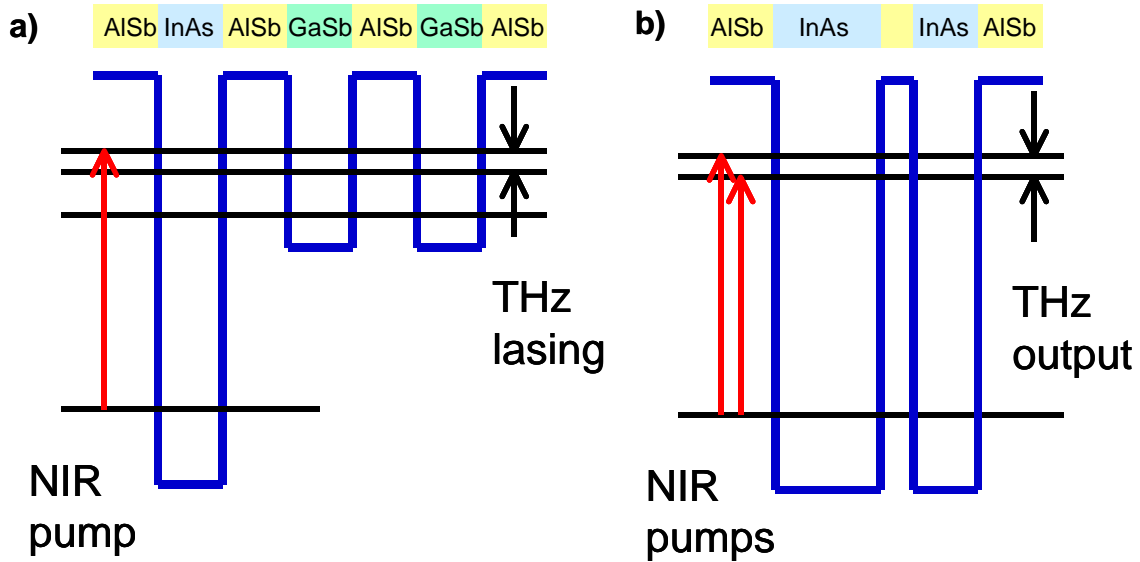 a)
AlSb InAs AlSb GaSb AlSb GaSb AlSb
THz
lasing
NIR
pump
b)
AlSb InAs InAs AlSb
THz
output
NIR
pumps